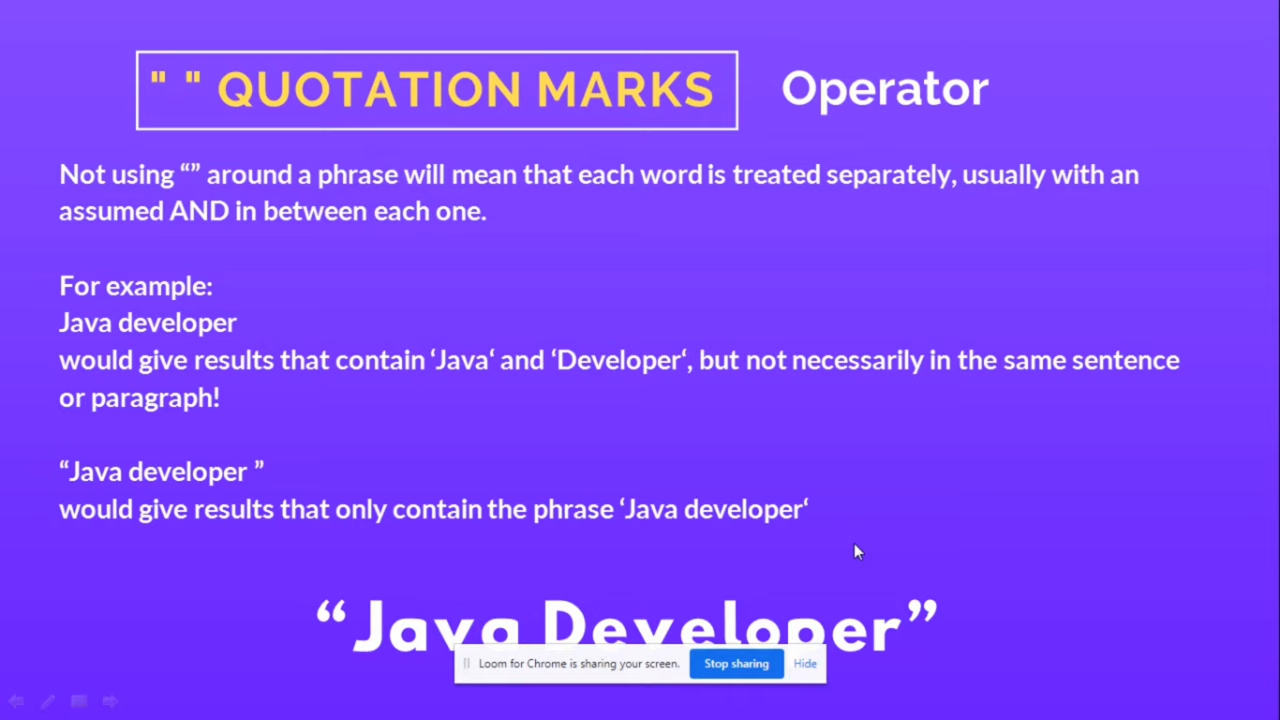 " " QUOTATION MARKS Operator
Not using “” around a phrase will mean that each word is treated separately, usually with an
assumed AND in between each one.
For example:
Java developer
would give results that contain ‘Java‘ and ‘Developer‘, but not necessarily in the same sentence
or paragraph!
“Java developer ”
would give results that only contain the phrase ‘Java developer‘
“Java Developer”
Loom for Chrome is sharing your screen. Stop sharing Hide